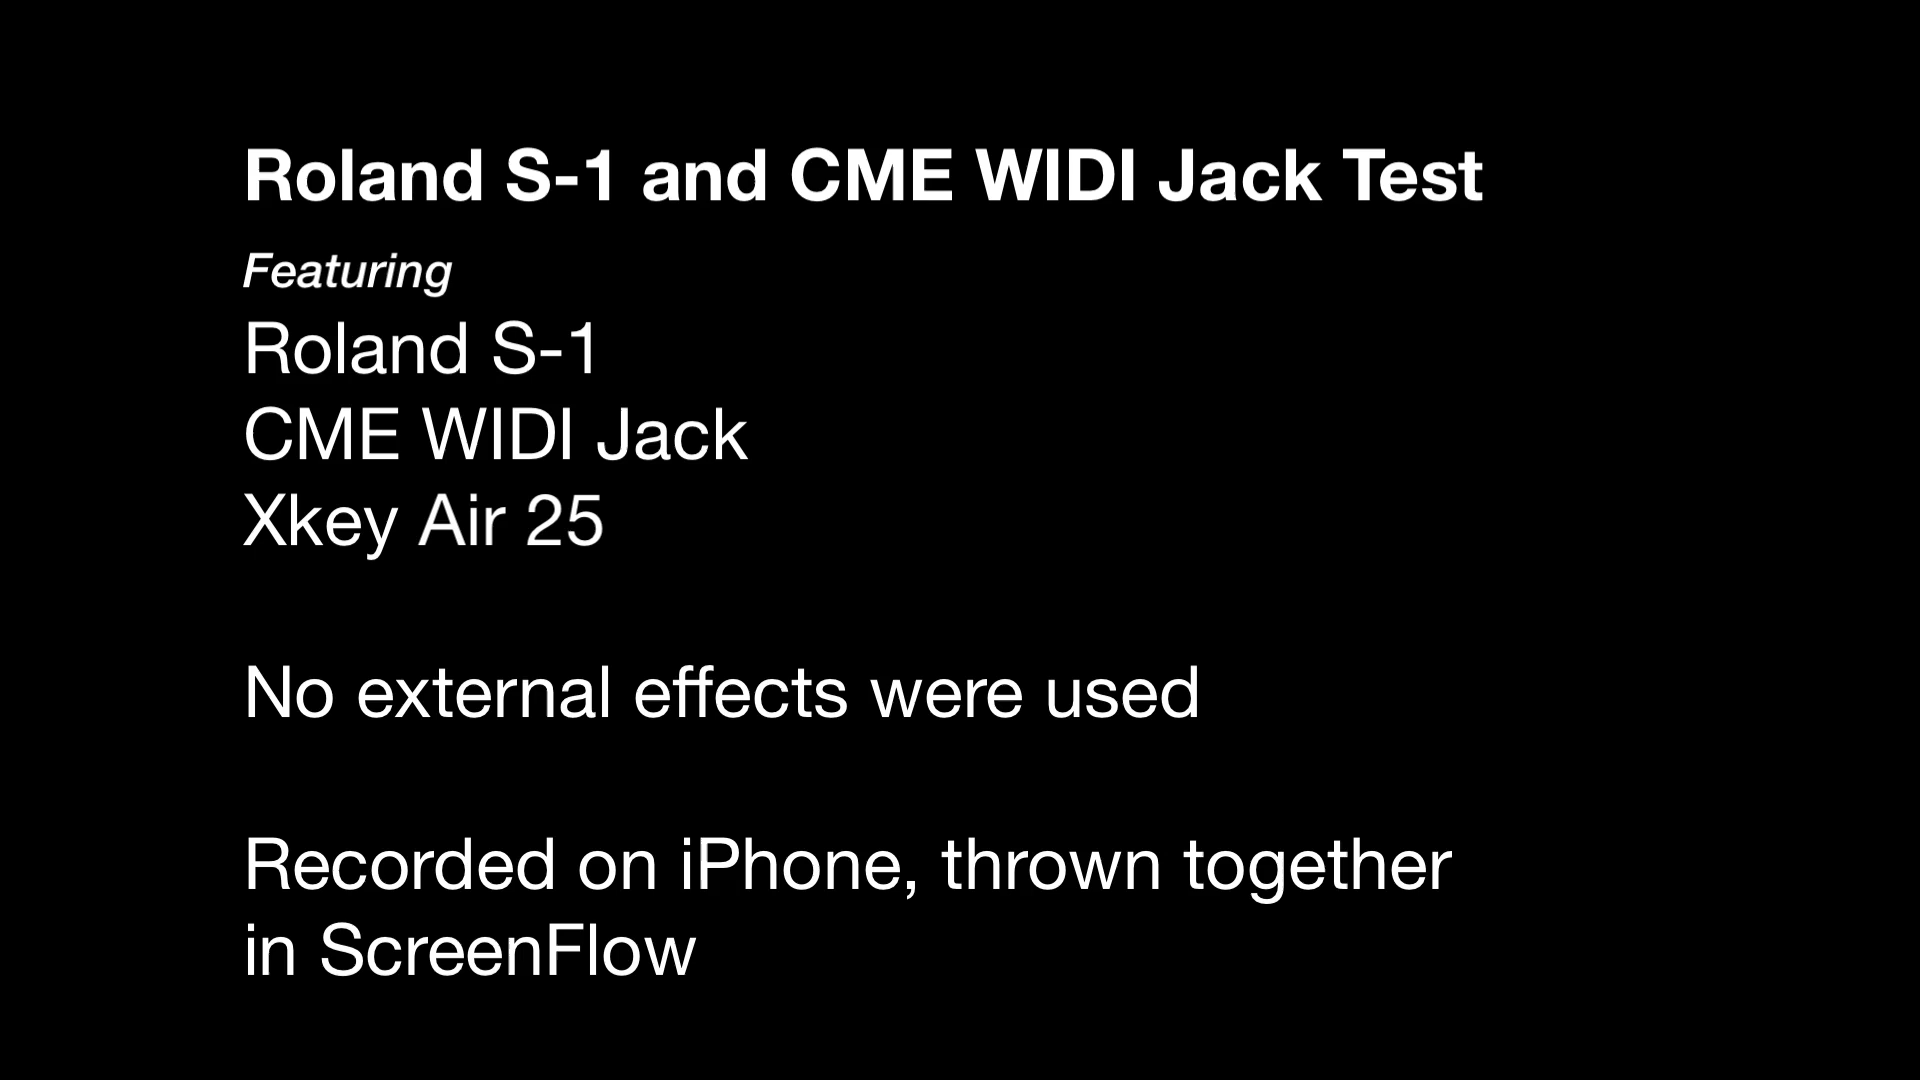 Roland S-1 and CME WIDI Jack Test
Featuring
Roland S-1
CME WIDI Jack
Xkey Air 25
No external effects were used
Recorded on iPhone, thrown together
in ScreenFlow